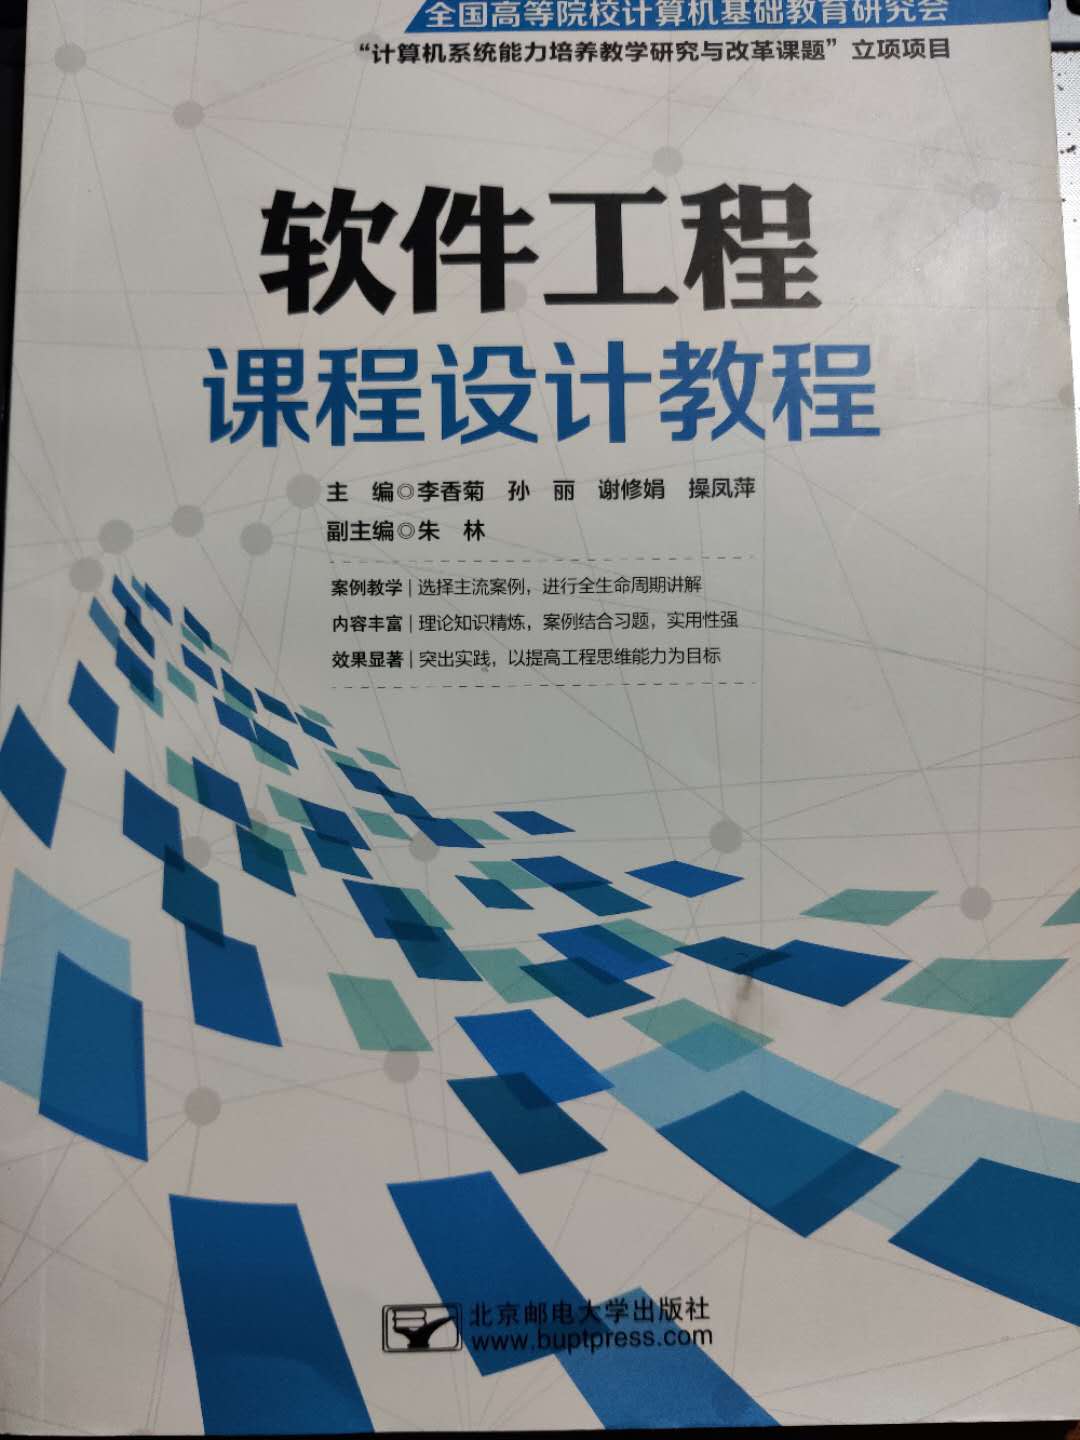 全国高等院校计算机基础教育研究会
“计算机系统能力培养教学研究与改革课题”立项项目
软件工程
课程设计教程
主 编◎李香菊 孙 丽 谢修娟 操凤萍
副主编◎朱 林
案例教学|选择主流案例，进行全生命周期讲解
内容丰富|理论知识精炼，案例结合习题，实用性强
效果显著|突出实践，以提高工程思维能力为目标
北京邮电大学出版社
www.buptpress.com